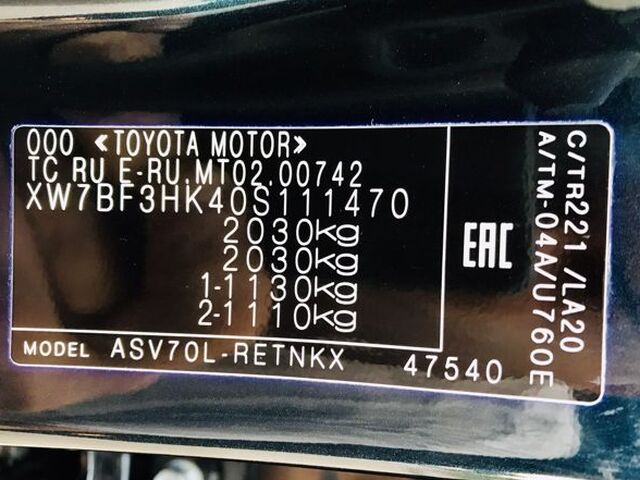 OOO «TOYOTA MOTOR»
TC RU E-RU.MT02.00742
XW7BF3HK40S111470
2030Kg
2030Kg
1-1130Kg
2-1110Kg
MODEL ASV70L-RETNKX 47540
EAC
C/TR221 /LA20
A/TM-04A/U760E